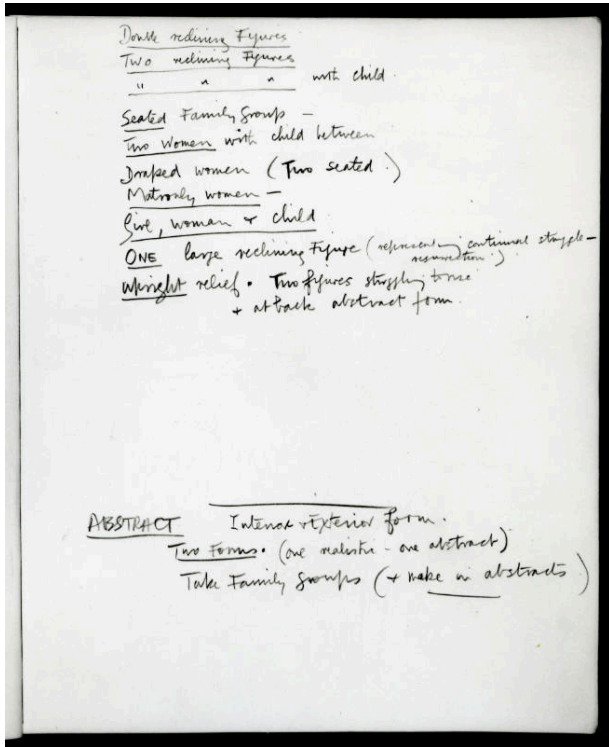 Double reclining Figures
Two reclining Figures
" " " with child.
Seated Family Group –
Two Women with child between
Draped women (Two seated.)
Matronly women –
Girl, woman + child
ONE large reclining Figure (representing continual struggle –
resurrection.)
Upright relief. Two figures struggling to rise
+ at back abstract form.
ABSTRACT Interior + Exterior form.
Two Forms. (one realistic - one abstract)
Take Family Groups (+ make in abstracts)